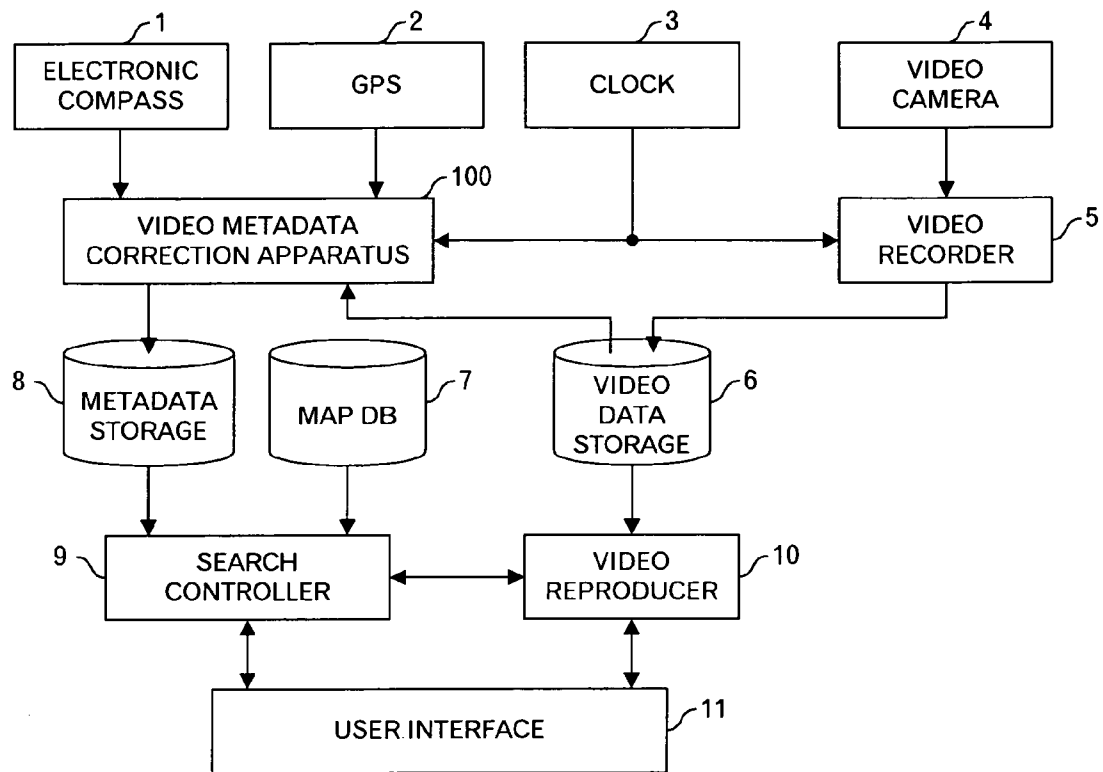 1
2
3
4
ELECTRONIC
COMPASS
GPS
CLOCK
VIDEO
CAMERA
100
VIDEO METADATA
CORRECTION APPARATUS
VIDEO
RECORDER
5
8
METADATA
STORAGE
7
MAP DB
6
VIDEO
DATA
STORAGE
9
SEARCH
CONTROLLER
VIDEO
REPRODUCER
10
USER INTERFACE
11